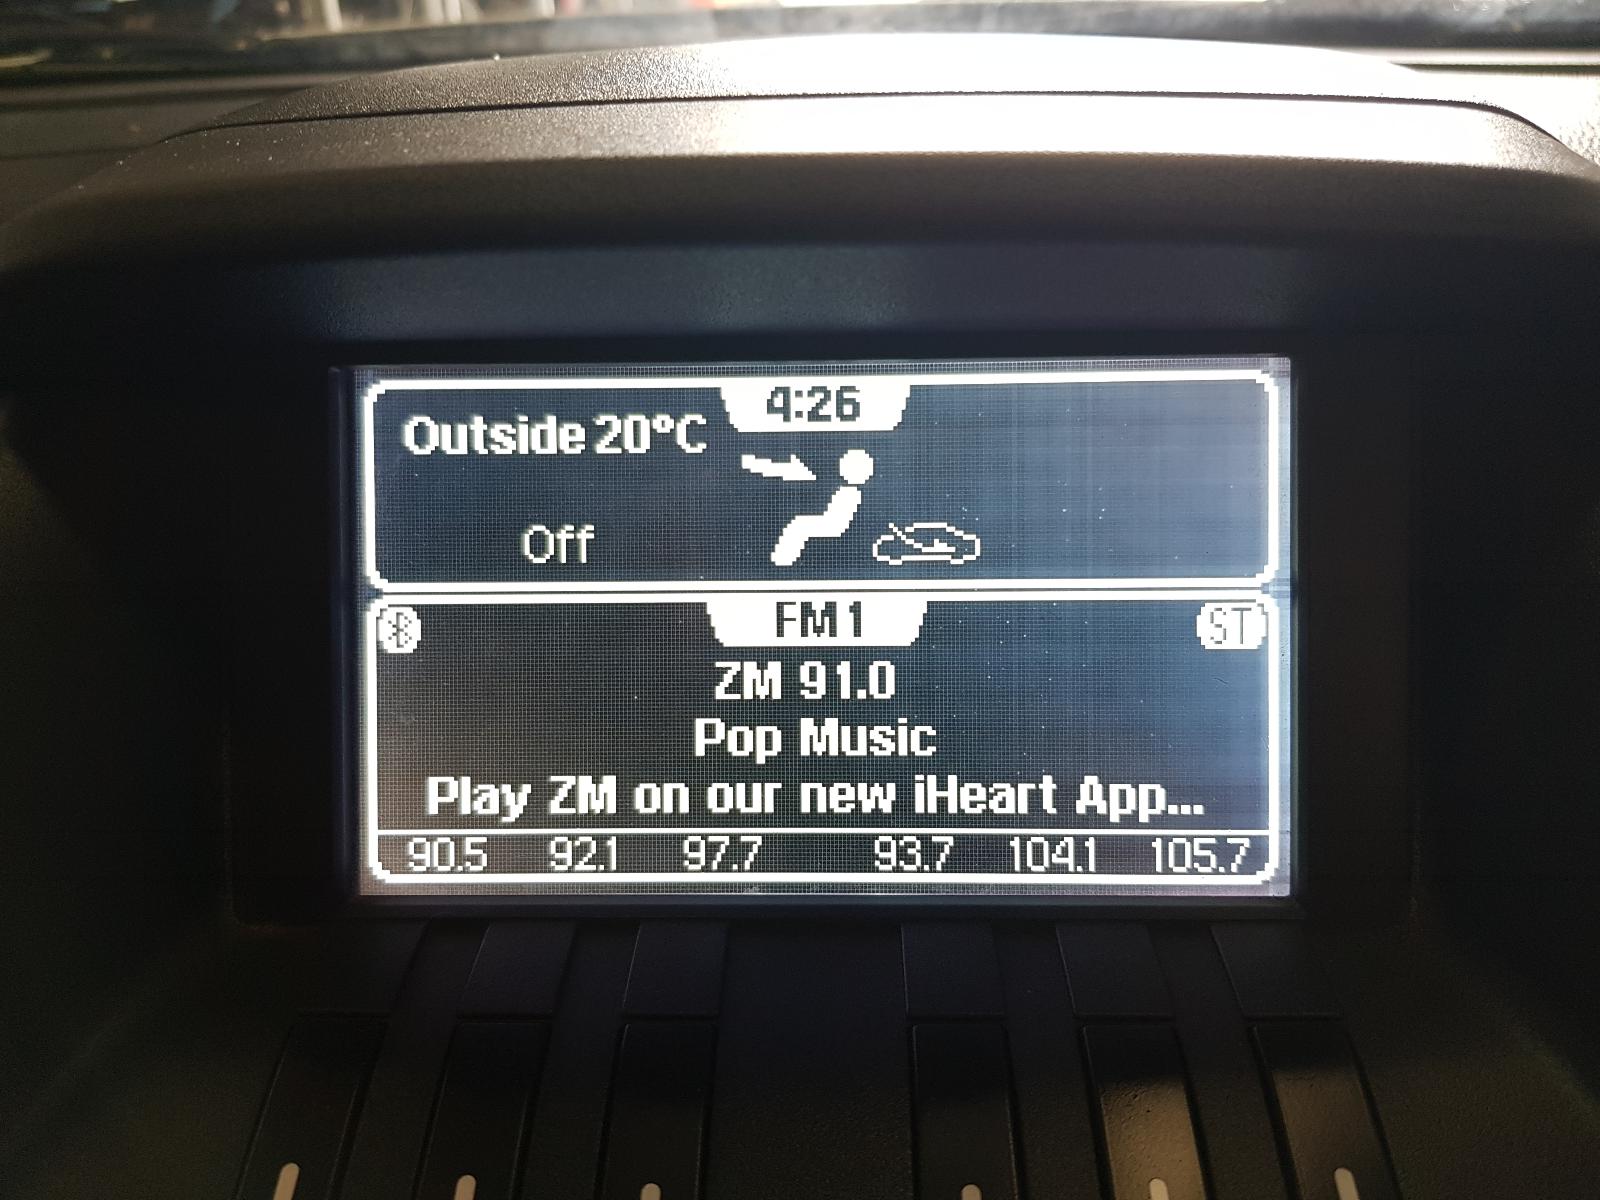 4:26
Outside 20°C
Off
FM1
ST
ZM 91.0
Pop Music
Play ZM on our new iHeart App...
90.5 92.1 97.7 93.7 104.1 105.7